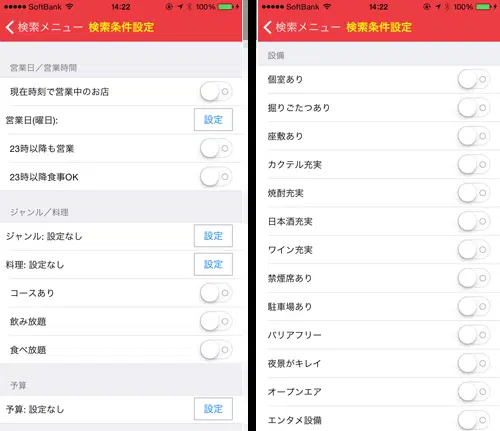 SoftBank 14:22 100%
検索メニュー 検索条件設定
営業日／営業時間
現在時刻で営業中のお店
営業日(曜日): 設定
23時以降も営業
23時以降食事OK
ジャンル／料理
ジャンル: 設定なし 設定
料理: 設定なし 設定
コースあり
飲み放題
食べ放題
予算
予算: 設定なし 設定
SoftBank 14:22 100%
検索メニュー 検索条件設定
設備
個室あり
掘りごたつあり
座敷あり
カクテル充実
焼酎充実
日本酒充実
ワイン充実
禁煙席あり
駐車場あり
バリアフリー
夜景がキレイ
オープンエア
エンタメ設備